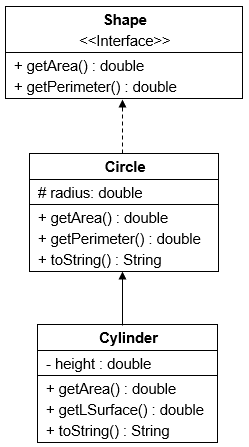 Shape
<<Interface>>
+ getArea() : double
+ getPerimeter() : double
Circle
# radius: double
+ getArea() : double
+ getPerimeter() : double
+ toString() : String
Cylinder
- height : double
+ getArea() : double
+ getLSurface() : double
+ toString() : String